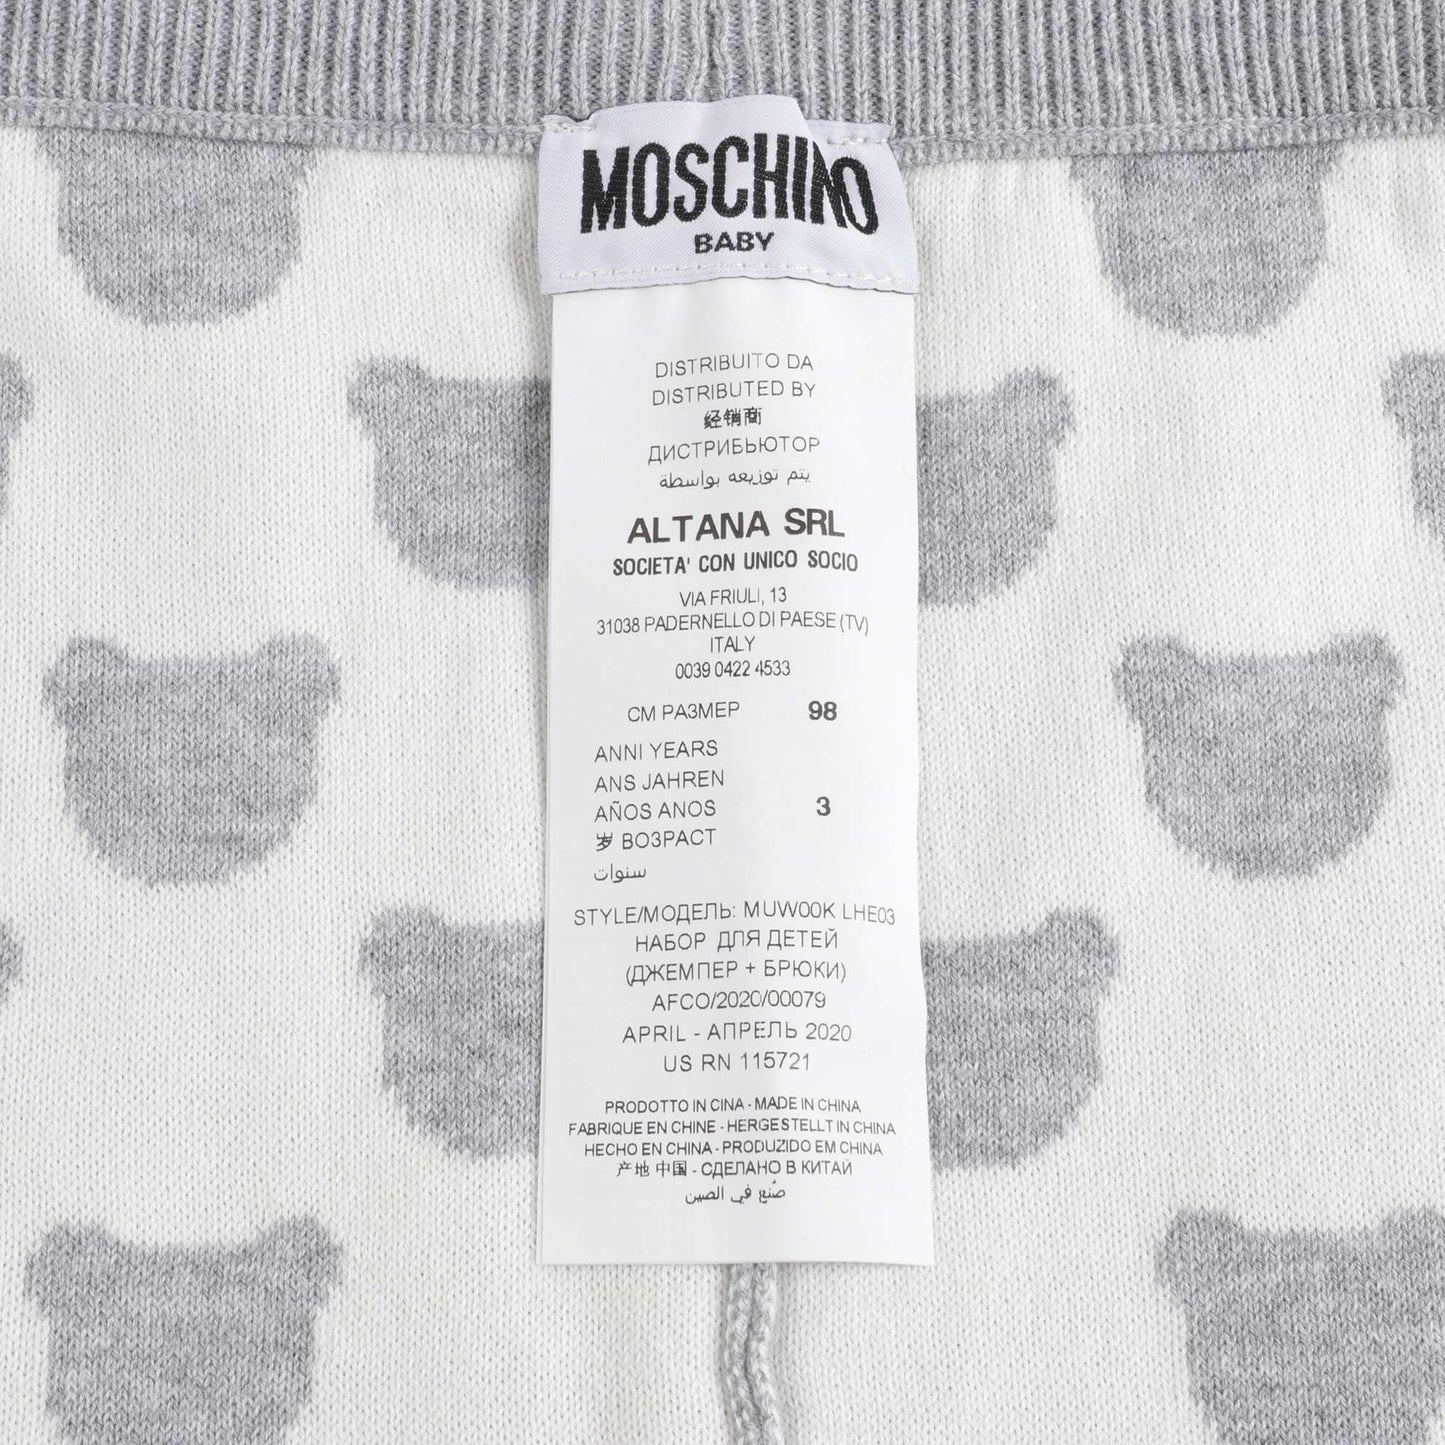 MOSCHINO
BABY
DISTRIBUITO DA
DISTRIBUTED BY
经销商
ДИСТРИБЬЮТОР
يتم توزيعه بواسطة
ALTANA SRL
SOCIETA' CON UNICO SOCIO
VIA FRIULI, 13
31038 PADERNELLO DI PAESE (TV)
ITALY
0039 0422 4533
CM РАЗМЕР 98
ANNI YEARS
ANS JAHREN
AÑOS ANOS 3
岁 ВОЗРАСТ
سنوات
STYLE/МОДЕЛЬ: MUW00K LHE03
НАБОР ДЛЯ ДЕТЕЙ
(ДЖЕМПЕР + БРЮКИ)
AFCO/2020/00079
APRIL - АПРЕЛЬ 2020
US RN 115721
PRODOTTO IN CINA - MADE IN CHINA
FABRIQUE EN CHINE - HERGESTELLT IN CHINA
HECHO EN CHINA - PRODUZIDO EM CHINA
产地 中国 - СДЕЛАНО В КИТАЙ
صُنع في الصين